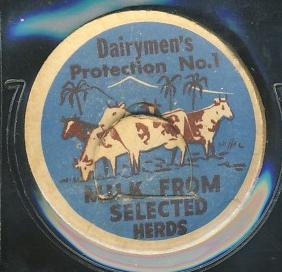 Dairymen's
Protection No.1
MILK FROM
SELECTED
HERDS